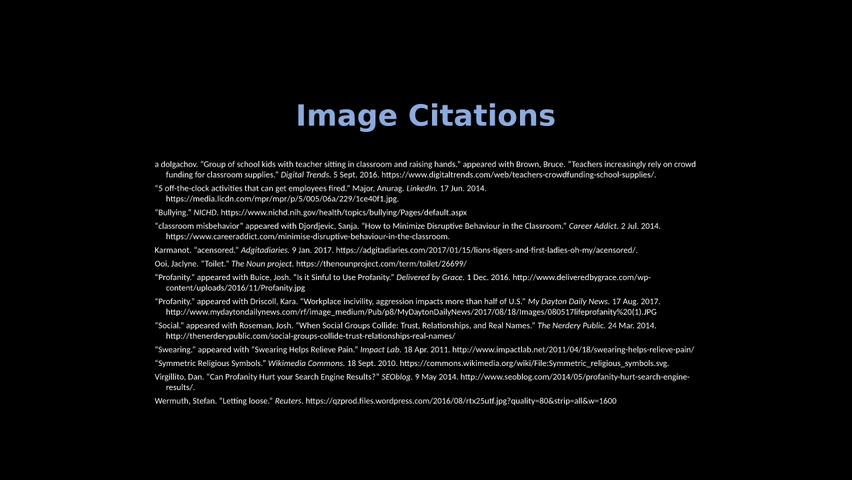 Image Citations
a dolgachov. "Group of school kids with teacher sitting in classroom and raising hands." appeared with Brown, Bruce. "Teachers increasingly rely on crowd
funding for classroom supplies." Digital Trends. 5 Sept. 2016. https://www.digitaltrends.com/web/teachers-crowdfunding-school-supplies/.
"5 off-the-clock activities that can get employees fired." Major, Anurag. LinkedIn. 17 Jun. 2014.
https://media.licdn.com/mpr/mpr/p/5/005/06a/229/1ce40f1.jpg.
"Bullying." NICHD. https://www.nichd.nih.gov/health/topics/bullying/Pages/default.aspx
"classroom misbehavior" appeared with Djordjevic, Sanja. "How to Minimize Disruptive Behaviour in the Classroom." Career Addict. 2 Jul. 2014.
https://www.careeraddict.com/minimise-disruptive-behaviour-in-the-classroom.
Karmanot. "acensored." Adgitadiaries. 9 Jan. 2017. https://adgitadiaries.com/2017/01/15/lions-tigers-and-first-ladies-oh-my/acensored/.
Ooi, Jaclyne. "Toilet." The Noun project. https://thenounproject.com/term/toilet/26699/
"Profanity." appeared with Buice, Josh. "Is it Sinful to Use Profanity." Delivered by Grace. 1 Dec. 2016. http://www.deliveredbygrace.com/wp-
content/uploads/2016/11/Profanity.jpg
"Profanity." appeared with Driscoll, Kara. "Workplace incivility, aggression impacts more than half of U.S." My Dayton Daily News. 17 Aug. 2017.
http://www.mydaytondailynews.com/rf/image_medium/Pub/p8/MyDaytonDailyNews/2017/08/18/Images/080517lifeprofanity%20(1).JPG
"Social." appeared with Roseman, Josh. "When Social Groups Collide: Trust, Relationships, and Real Names." The Nerdery Public. 24 Mar. 2014.
http://thenerderypublic.com/social-groups-collide-trust-relationships-real-names/
"Swearing." appeared with "Swearing Helps Relieve Pain." Impact Lab. 18 Apr. 2011. http://www.impactlab.net/2011/04/18/swearing-helps-relieve-pain/
"Symmetric Religious Symbols." Wikimedia Commons. 18 Sept. 2010. https://commons.wikimedia.org/wiki/File:Symmetric_religious_symbols.svg.
Virgillito, Dan. "Can Profanity Hurt your Search Engine Results?" SEOblog. 9 May 2014. http://www.seoblog.com/2014/05/profanity-hurt-search-engine-
results/.
Wermuth, Stefan. "Letting loose." Reuters. https://qzprod.files.wordpress.com/2016/08/rtx25utf.jpg?quality=80&strip=all&w=1600